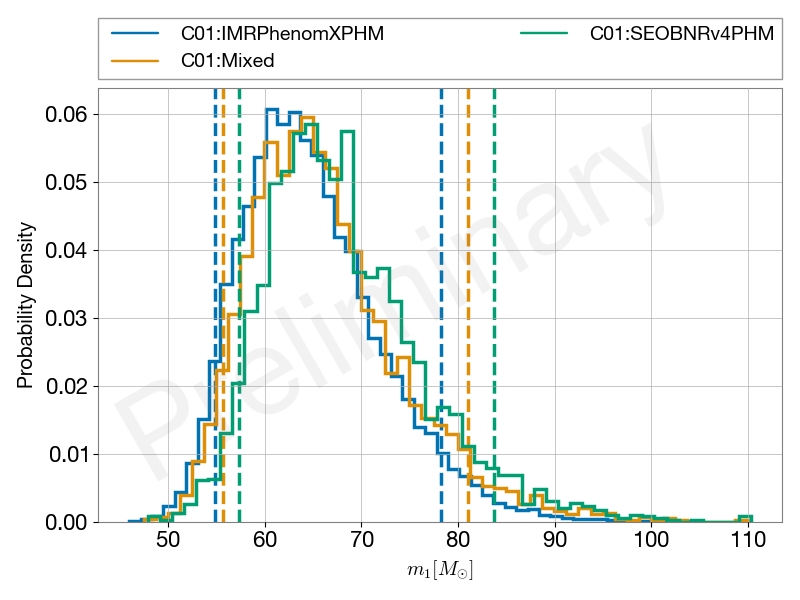 C01:IMRPhenomXPHM
C01:Mixed
C01:SEOBNRv4PHM
0.06
0.05
0.04
0.03
0.02
0.01
0.00
Probability Density
Preliminary
50 60 70 80 90 100 110
m₁[M☉]